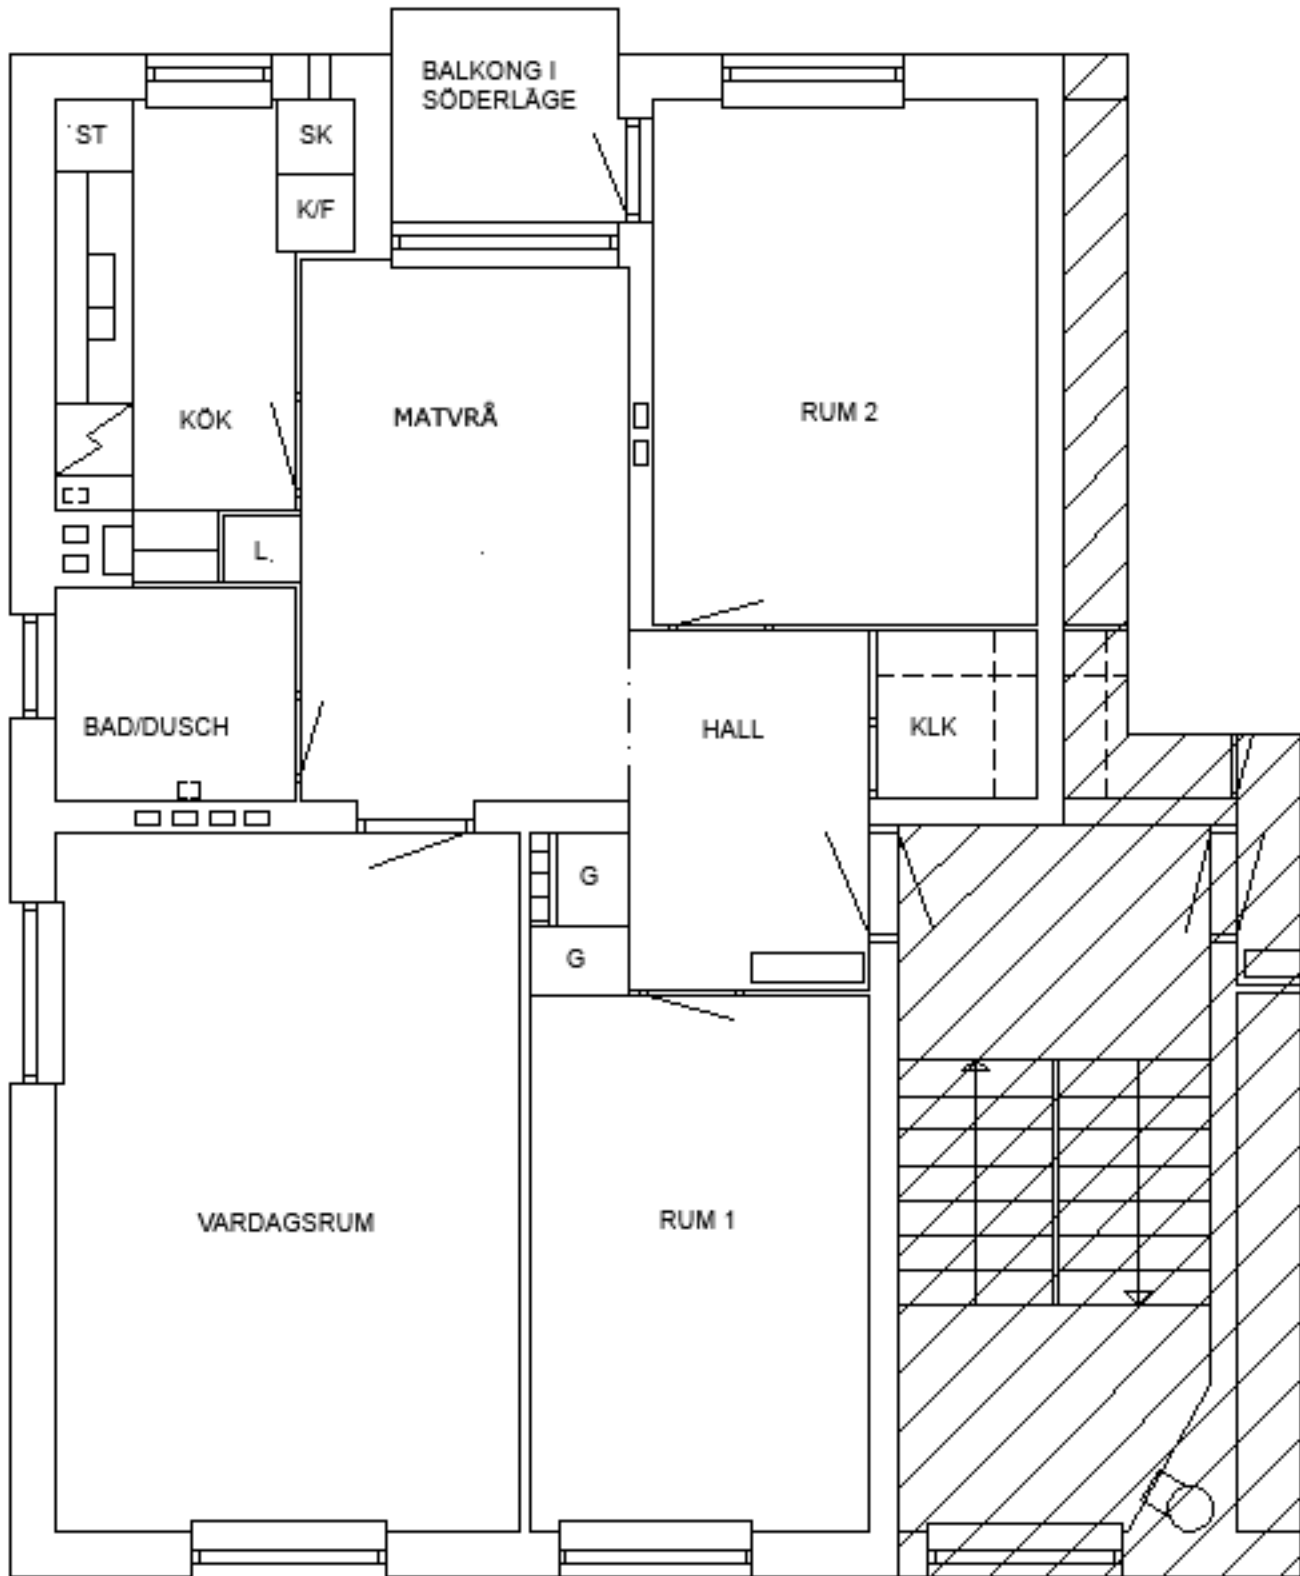 BALKONG I
SÖDERLÄGE
ST
SK
K/F
KÖK
MATVRÅ
RUM 2
L.
BAD/DUSCH
HALL
KLK
G
G
VARDAGSRUM
RUM 1